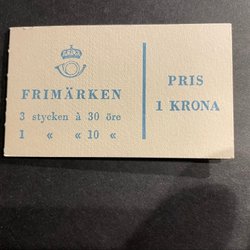 FRIMÄRKEN
3 stycken à 30 öre
1 « « 10 «
PRIS
1 KRONA